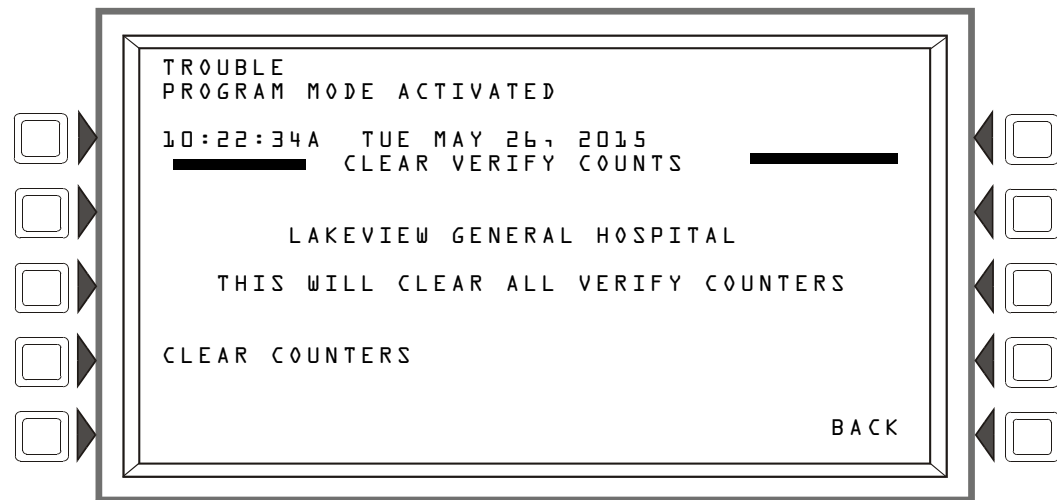 TROUBLE
PROGRAM MODE ACTIVATED
10:22:34A TUE MAY 26, 2015
CLEAR VERIFY COUNTS
LAKEVIEW GENERAL HOSPITAL
THIS WILL CLEAR ALL VERIFY COUNTERS
CLEAR COUNTERS
BACK